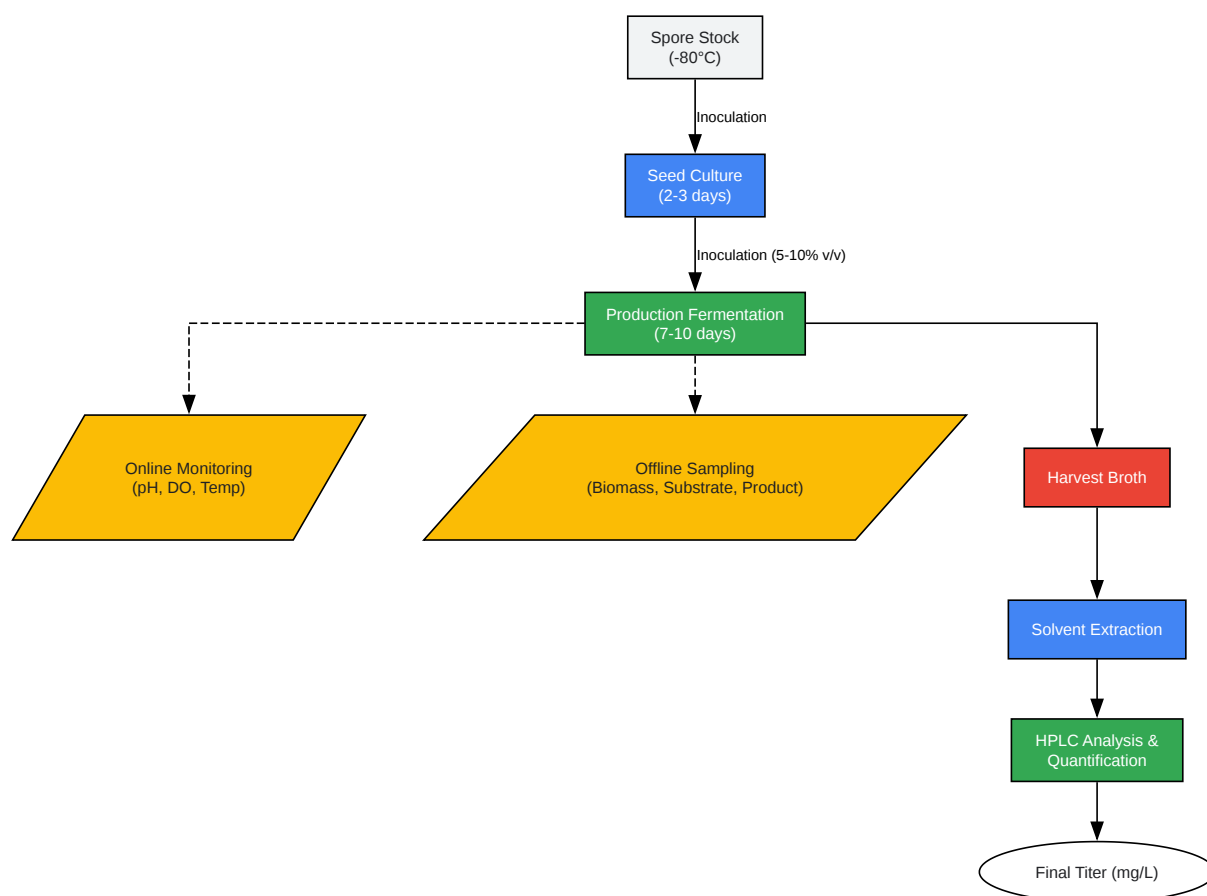 Spore Stock
(-80°C)
Inoculation
Seed Culture
(2-3 days)
Inoculation (5-10% v/v)
Production Fermentation
(7-10 days)
Online Monitoring
(pH, DO, Temp)
Offline Sampling
(Biomass, Substrate, Product)
Harvest Broth
Solvent Extraction
HPLC Analysis &
Quantification
Final Titer (mg/L)